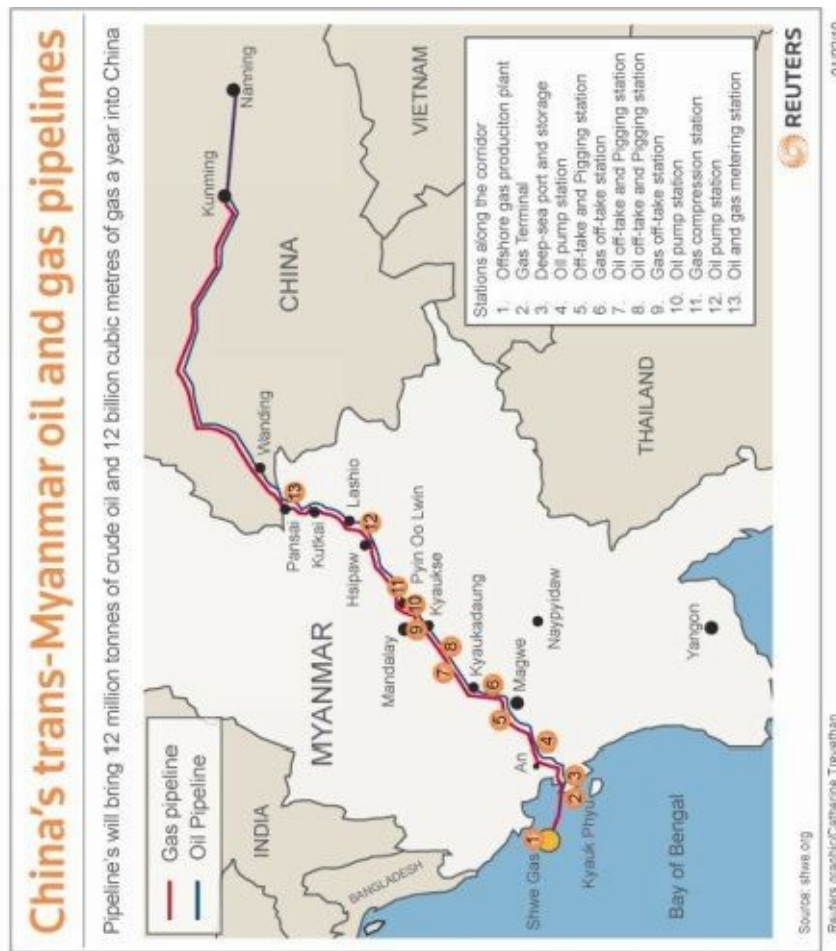 China's trans-Myanmar oil and gas pipelines
Pipeline's will bring 12 million tonnes of crude oil and 12 billion cubic metres of gas a year into China
Gas pipeline
Oil Pipeline
INDIA
BANGLADESH
MYANMAR
CHINA
VIETNAM
THAILAND
Kunming
Nanning
Wanding
Pansai
13
Kutkai
Lashio
12
Hsipaw
11
Pyin Oo Lwin
10
9
Mandalay
Kyaukse
8
7
Kyaukadaung
6
5
Magwe
Naypyidaw
An
4
3
2
1
Shwe Gas
Kyauk Phyu
Yangon
Bay of Bengal
Stations along the corridor
1. Offshore gas produciton plant
2. Gas Terminal
3. Deep-sea port and storage
4. Oil pump station
5. Off-take and Pigging station
6. Gas off-take station
7. Oil off-take and Pigging station
8. Oil off-take and Pigging station
9. Gas off-take station
10. Oil pump station
11. Gas compression station
12. Oil pump station
13. Oil and gas metering station
Source: shwe.org
Reuters graphic/Catherine Trevethan
REUTERS